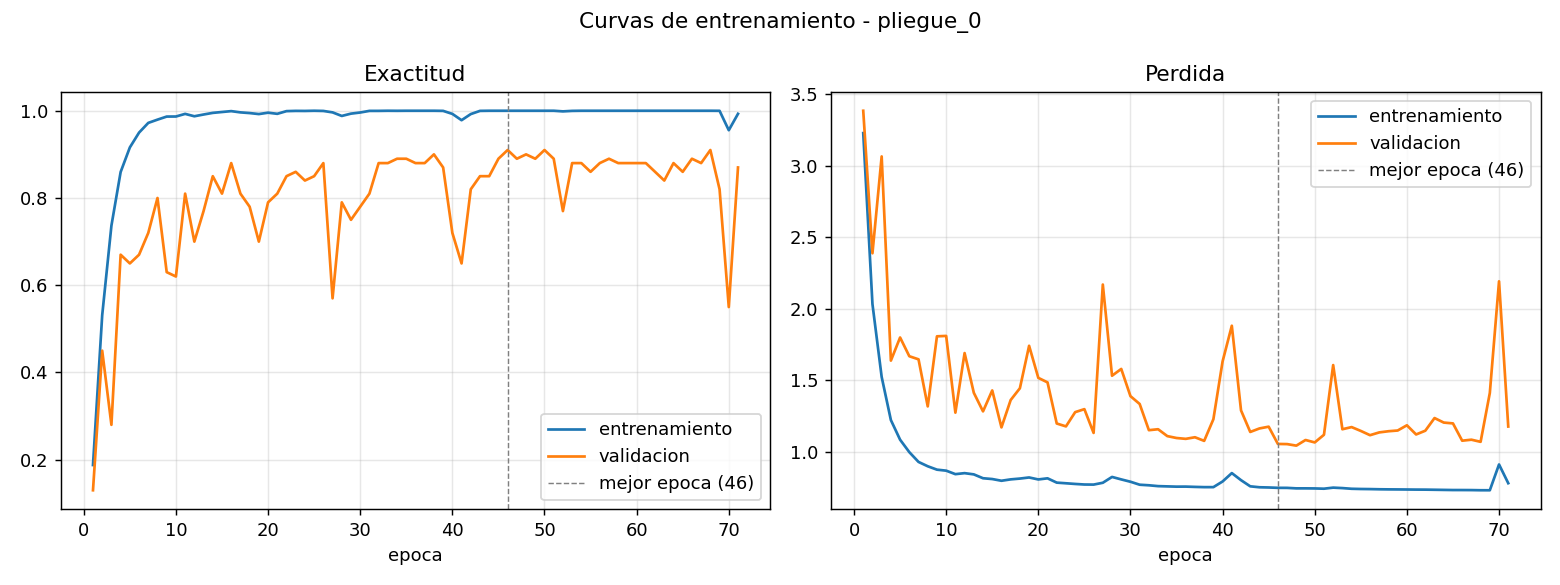 Curvas de entrenamiento - pliegue_0
Exactitud
1.0
0.8
0.6
0.4
0.2
0 10 20 30 40 50 60 70
epoca
entrenamiento
validacion
mejor epoca (46)
Perdida
3.5
3.0
2.5
2.0
1.5
1.0
0 10 20 30 40 50 60 70
epoca
entrenamiento
validacion
mejor epoca (46)